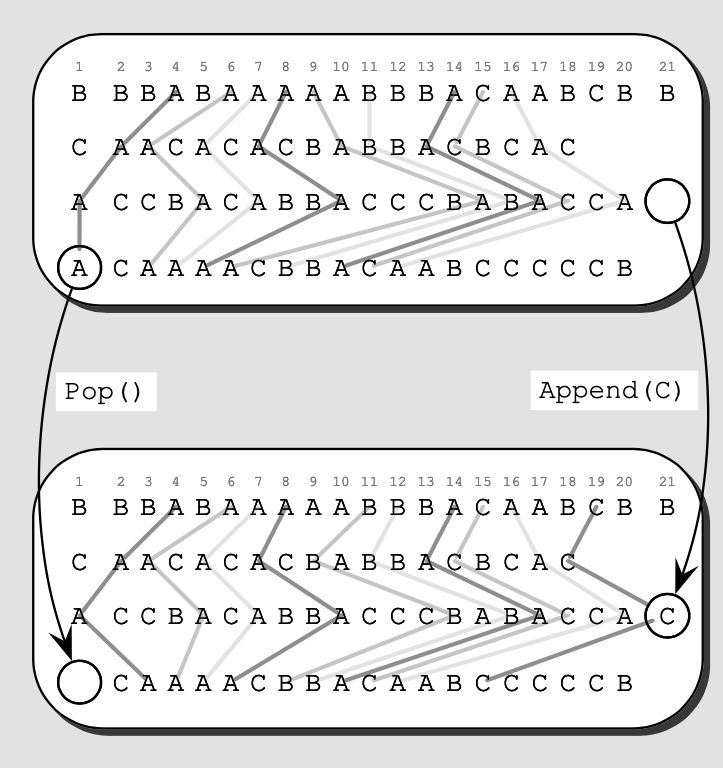 1 2 3 4 5 6 7 8 9 10 11 12 13 14 15 16 17 18 19 20 21
B B B A B A A A A A B B B A C A A B C B B
C A A C A C A C B A B B A C B C A C
A C C B A C A B B A C C C B A B A C C A
A C A A A A C B B A C A A B C C C C C B
Pop()
Append(C)
1 2 3 4 5 6 7 8 9 10 11 12 13 14 15 16 17 18 19 20 21
B B B A B A A A A A B B B A C A A B C B B
C A A C A C A C B A B B A C B C A C
A C C B A C A B B A C C C B A B A C C A C
C A A A A C B B A C A A B C C C C C B